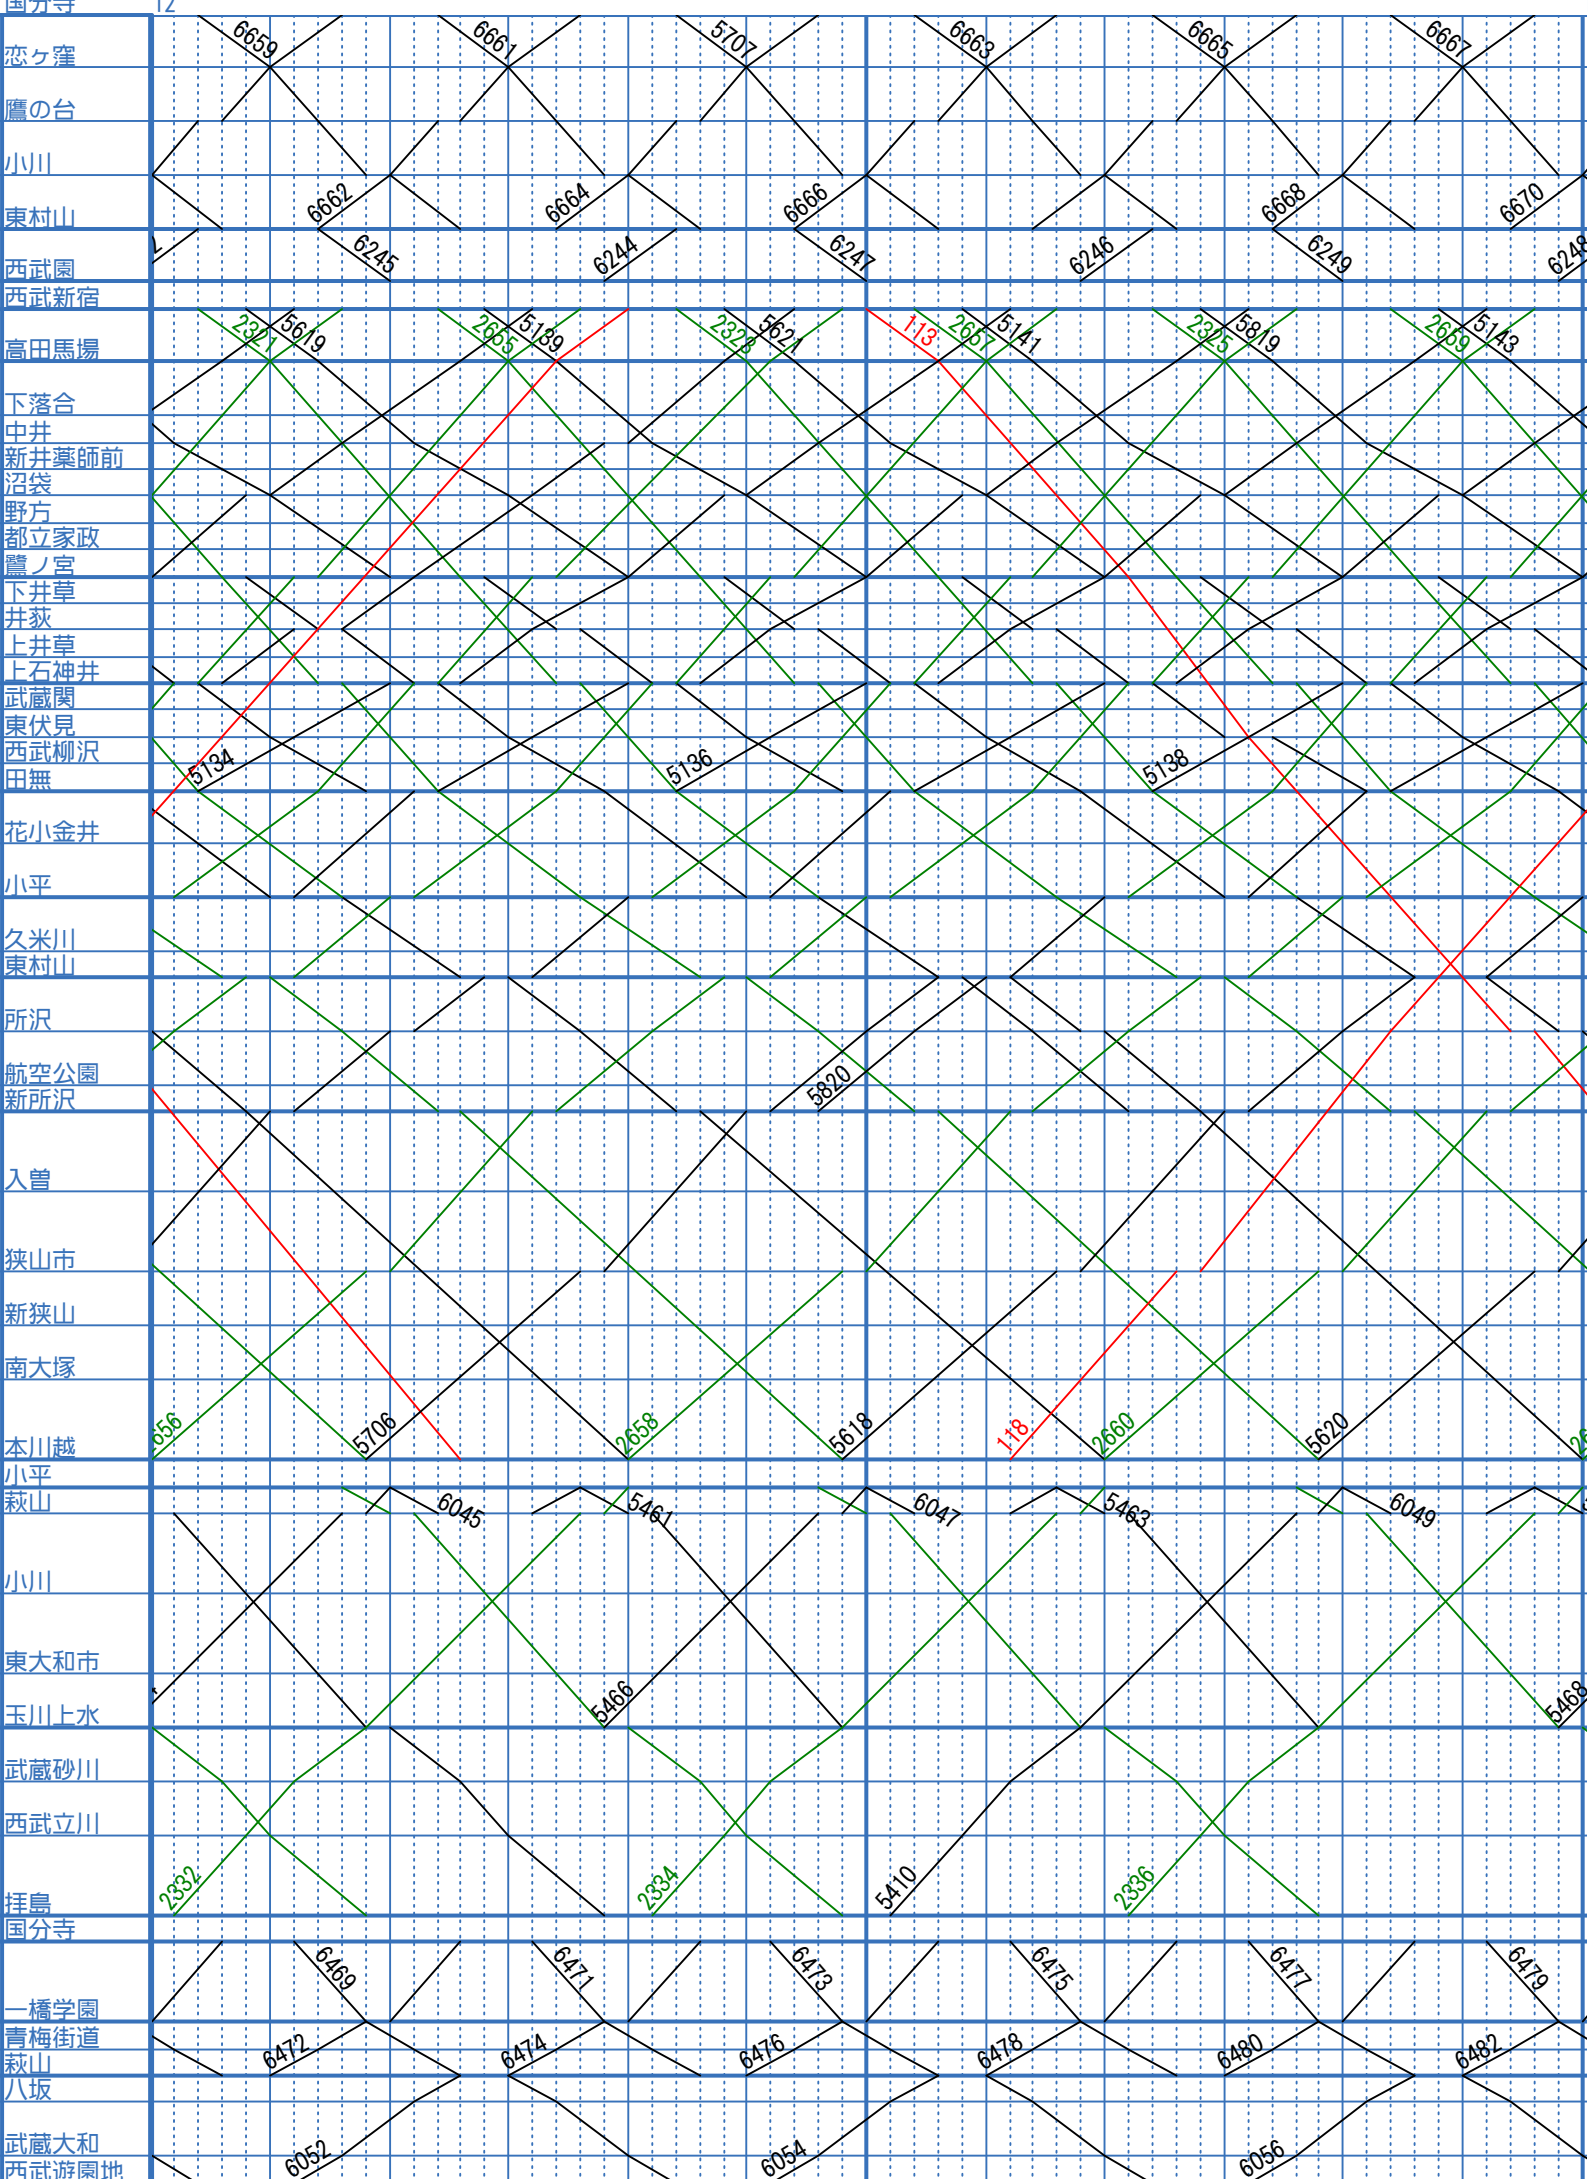 国分寺 12
恋ヶ窪 6659 6661 5707 6663 6665 6667
鷹の台
小川
東村山 6662 6664 6666 6668 6670
西武園 6245 6244 6247 6246 6249 6248
西武新宿
高田馬場 2321 5619 2665 5139 2323 5621 113 2667 5141 2325 5819 2669 5143
下落合
中井
新井薬師前
沼袋
野方
都立家政
鷺ノ宮
下井草
井荻
上井草
上石神井
武蔵関
東伏見
西武柳沢
田無 5134 5136 5138
花小金井
小平
久米川
東村山
所沢
航空公園
新所沢 5820
入曽
狭山市
新狭山
南大塚
本川越 2656 5706 2658 5618 118 2660 5620
小平
萩山 6045 5461 6047 5463 6049
小川
東大和市
玉川上水 5466 5468
武蔵砂川
西武立川
拝島 2332 2334 5410 2336
国分寺
一橋学園 6469 6471 6473 6475 6477 6479
青梅街道
萩山 6472 6474 6476 6478 6480 6482
八坂
武蔵大和
西武遊園地 6052 6054 6056